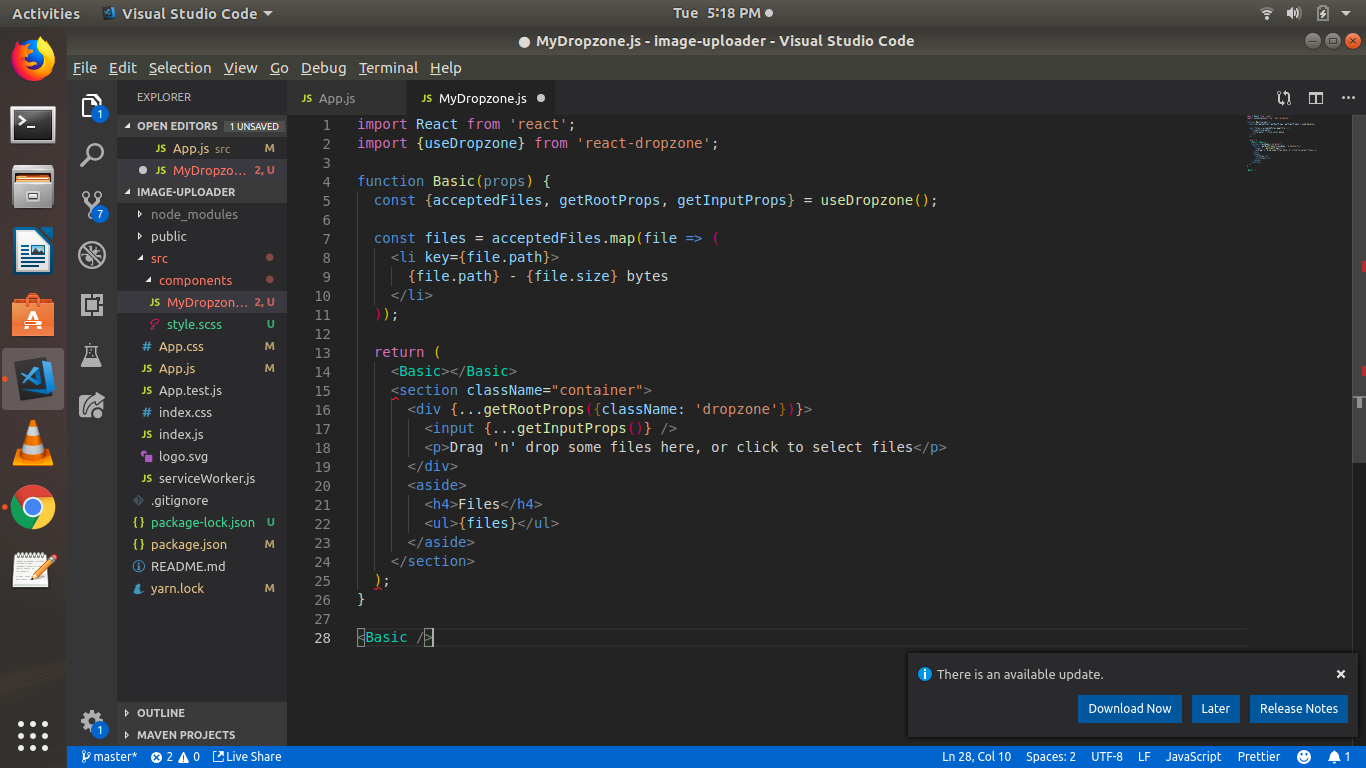 Activities Visual Studio Code Tue 5:18 PM
MyDropzone.js - image-uploader - Visual Studio Code
File Edit Selection View Go Debug Terminal Help
EXPLORER
OPEN EDITORS 1 UNSAVED
JS App.js src M
JS MyDropzo... 2, U
IMAGE-UPLOADER
node_modules
public
src
components
JS MyDropzon... 2, U
style.scss U
# App.css M
JS App.js M
JS App.test.js
# index.css
JS index.js
logo.svg
JS serviceWorker.js
.gitignore
{} package-lock.json U
{} package.json M
README.md
yarn.lock M
OUTLINE
MAVEN PROJECTS
1
7
1
JS App.js JS MyDropzone.js
1 import React from 'react';
2 import {useDropzone} from 'react-dropzone';
3
4 function Basic(props) {
5 const {acceptedFiles, getRootProps, getInputProps} = useDropzone();
6
7 const files = acceptedFiles.map(file => (
8 <li key={file.path}>
9 {file.path} - {file.size} bytes
10 </li>
11 ));
12
13 return (
14 <Basic></Basic>
15 <section className="container">
16 <div {...getRootProps({className: 'dropzone'})}>
17 <input {...getInputProps()} />
18 <p>Drag 'n' drop some files here, or click to select files</p>
19 </div>
20 <aside>
21 <h4>Files</h4>
22 <ul>{files}</ul>
23 </aside>
24 </section>
25 );
26 }
27
28 <Basic />
There is an available update.
Download Now Later Release Notes
master* 2 0 Live Share Ln 28, Col 10 Spaces: 2 UTF-8 LF JavaScript Prettier 1